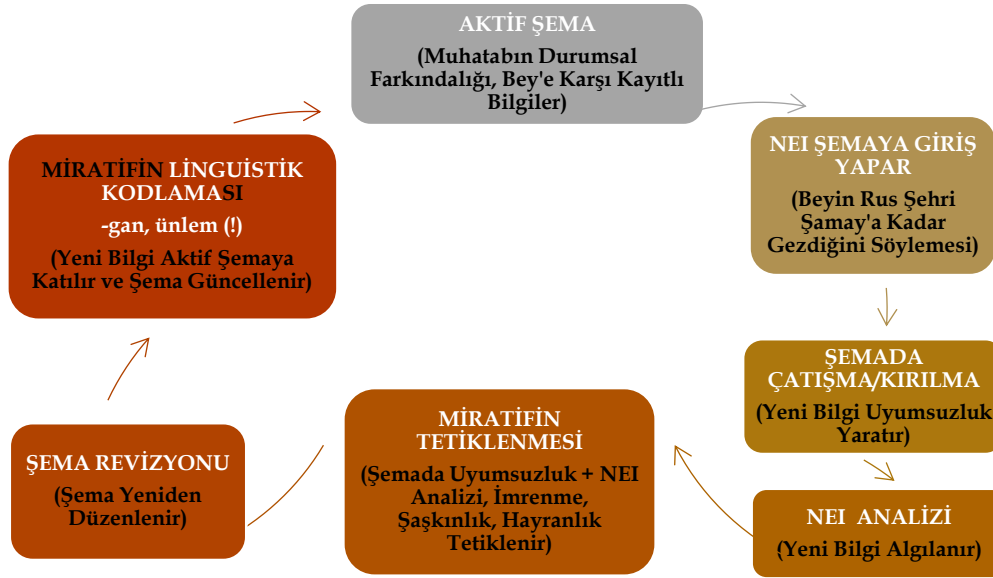 AKTİF ŞEMA
(Muhatabın Durumsal
Farkındalığı, Bey'e Karşı Kayıtlı
Bilgiler)
NEI ŞEMAYA GİRİŞ
YAPAR
(Beyin Rus Şehri
Şamay'a Kadar
Gezdiğini Söylemesi)
ŞEMADA
ÇATIŞMA/KIRILMA
(Yeni Bilgi Uyumsuzluk
Yaratır)
NEI ANALİZİ
(Yeni Bilgi Algılanır)
MİRATİFİN
TETİKLENMESİ
(Şemada Uyumsuzluk + NEI
Analizi, İmrenme,
Şaşkınlık, Hayranlık
Tetiklenir)
ŞEMA REVİZYONU
(Şema Yeniden
Düzenlenir)
MİRATİFİN LİNGUİSTİK
KODLAMASI
-gan, ünlem (!)
(Yeni Bilgi Aktif Şemaya
Katılır ve Şema Güncellenir)